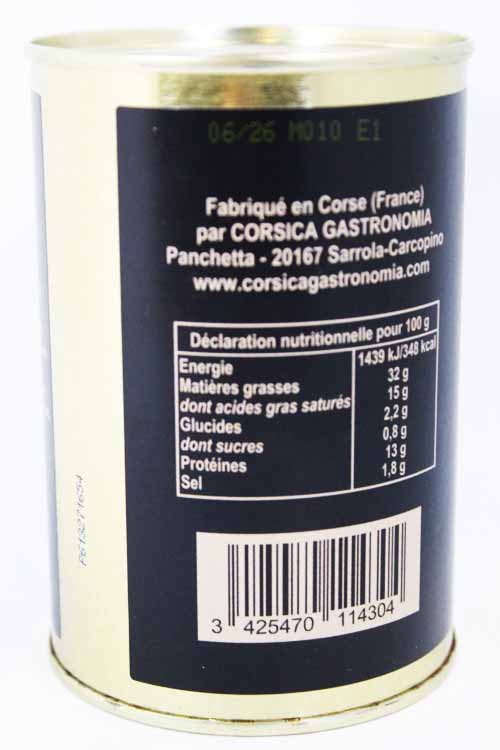 06/26 M010 E1
Fabriqué en Corse (France)
par CORSICA GASTRONOMIA
Panchetta - 20167 Sarrola-Carcopino
www.corsicagastronomia.com
Déclaration nutritionnelle pour 100 g
Energie 1439 kJ/348 kcal
Matières grasses 32 g
dont acides gras saturés 15 g
Glucides 2,2 g
dont sucres 0,8 g
Protéines 13 g
Sel 1,8 g
3 425470 114304